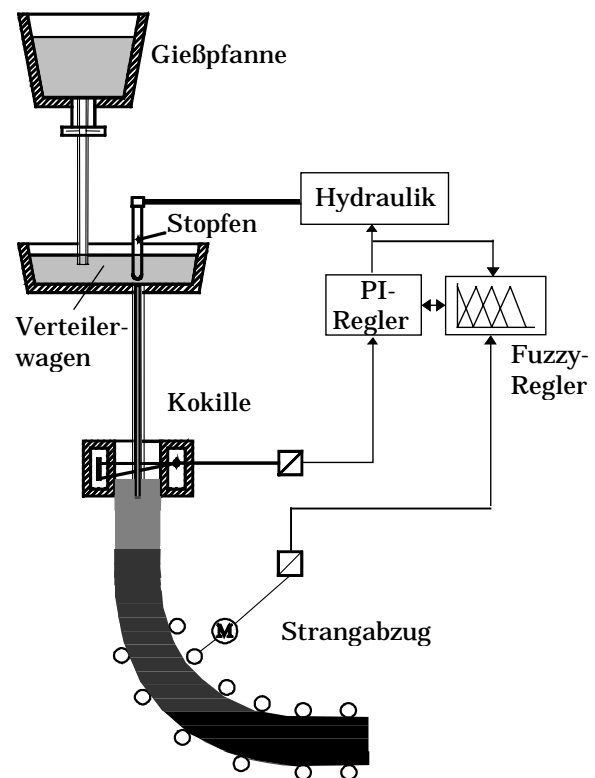 Gießpfanne
Hydraulik
Stopfen
PI-
Regler
Verteiler-
wagen
Fuzzy-
Regler
Kokille
M
Strangabzug